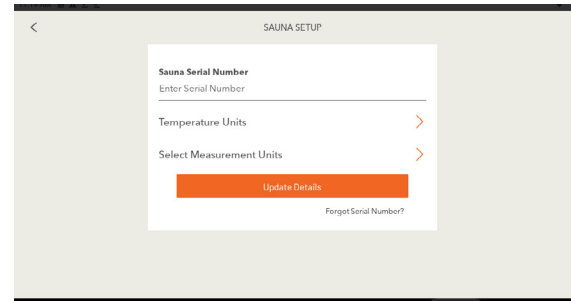 SAUNA SETUP
Sauna Serial Number
Enter Serial Number
Temperature Units
Select Measurement Units
Update Details
Forgot Serial Number?